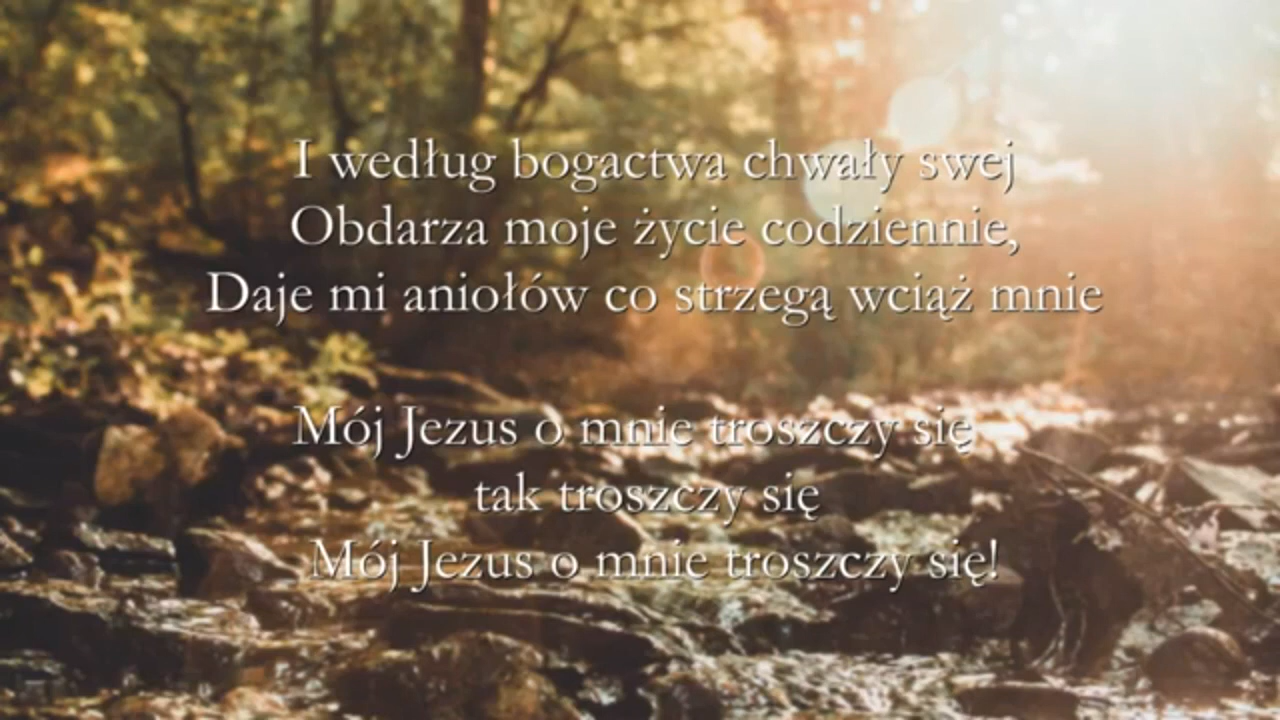 I według bogactwa chwały swej
Obdarza moje życie codziennie,
Daje mi aniołów co strzegą wciąż mnie
Mój Jezus o mnie troszczy się
tak troszczy się
Mój Jezus o mnie troszczy się!